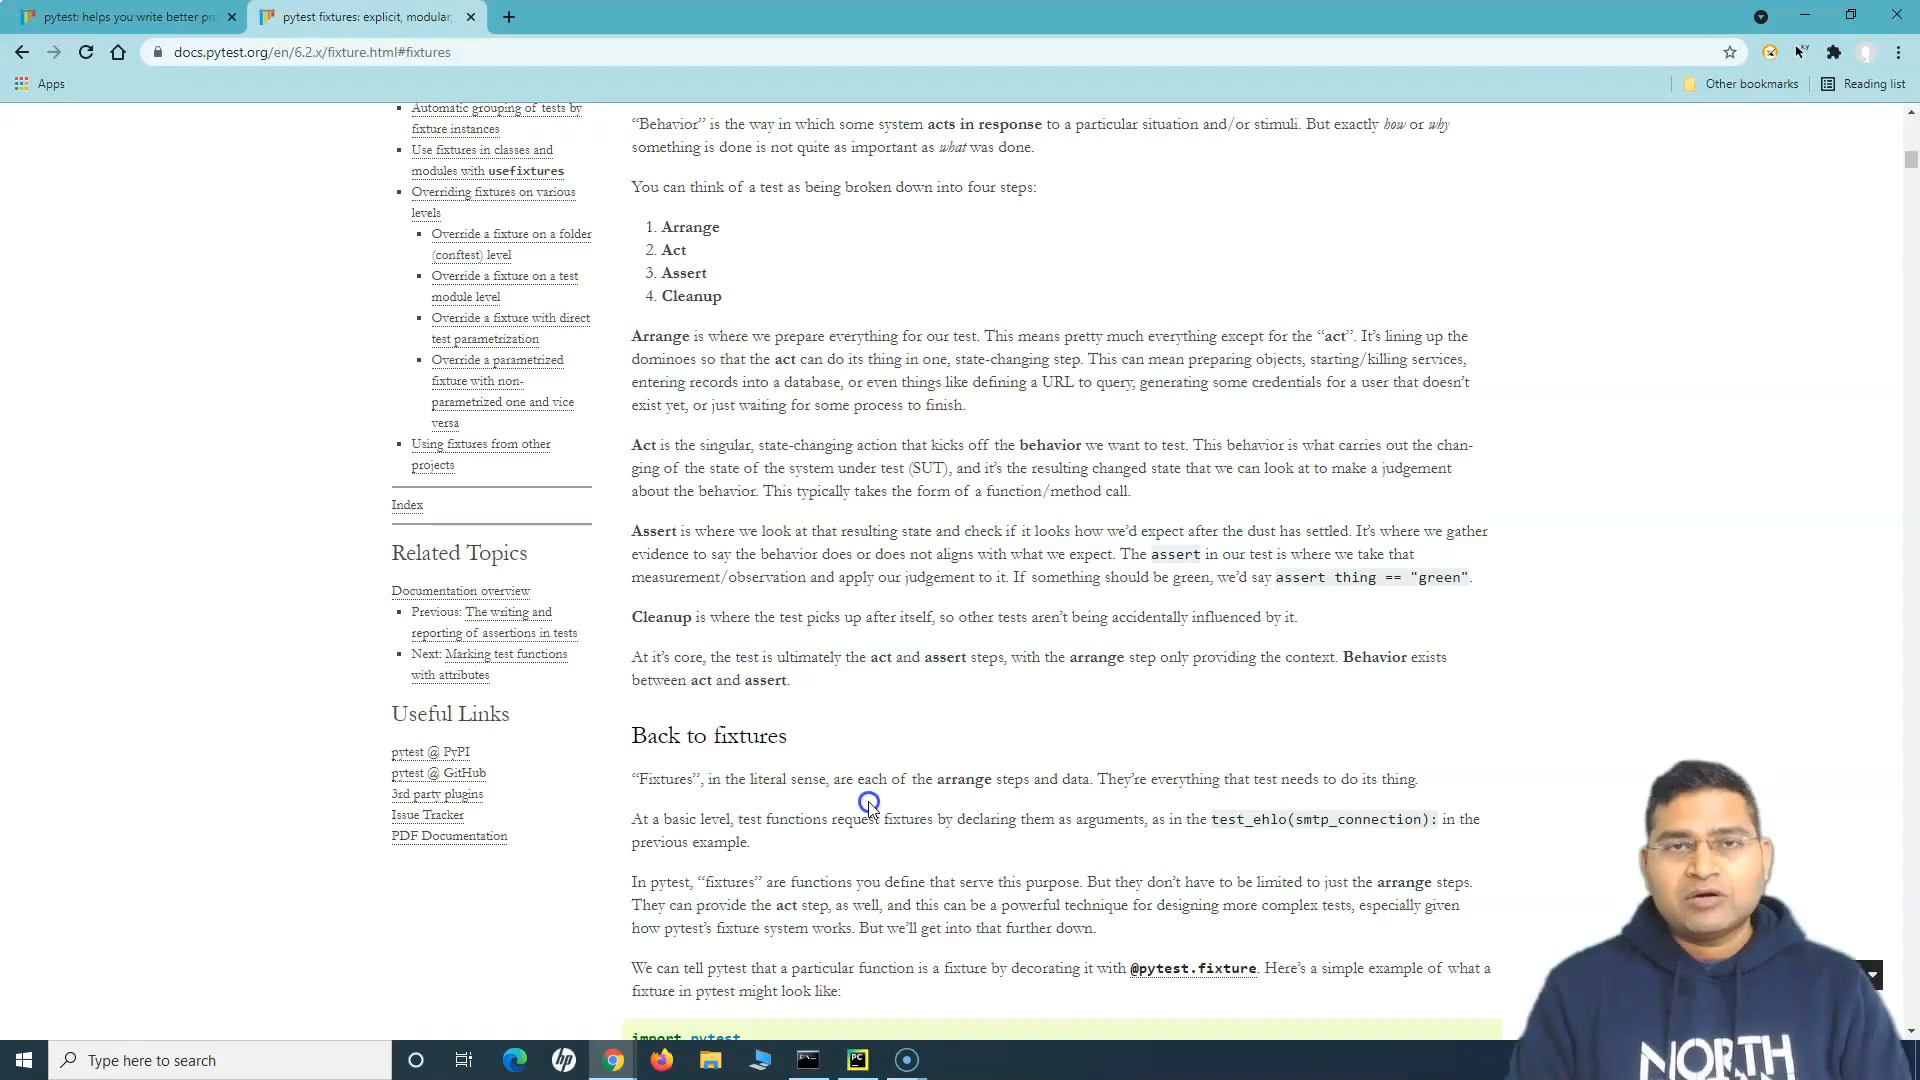 pytest: helps you write better pro
pytest fixtures: explicit, modular,
docs.pytest.org/en/6.2.x/fixture.html#fixtures
Apps
Other bookmarks
Reading list
Automatic grouping of tests by
fixture instances
Use fixtures in classes and
modules with usefixtures
Overriding fixtures on various
levels
Override a fixture on a folder
(conftest) level
Override a fixture on a test
module level
Override a fixture with direct
test parametrization
Override a parametrized
fixture with non-
parametrized one and vice
versa
Using fixtures from other
projects
Index
Related Topics
Documentation overview
Previous: The writing and
reporting of assertions in tests
Next: Marking test functions
with attributes
Useful Links
pytest @ PyPI
pytest @ GitHub
3rd party plugins
Issue Tracker
PDF Documentation
“Behavior” is the way in which some system acts in response to a particular situation and/or stimuli. But exactly how or why
something is done is not quite as important as what was done.
You can think of a test as being broken down into four steps:
1. Arrange
2. Act
3. Assert
4. Cleanup
Arrange is where we prepare everything for our test. This means pretty much everything except for the “act”. It’s lining up the
dominoes so that the act can do its thing in one, state-changing step. This can mean preparing objects, starting/killing services,
entering records into a database, or even things like defining a URL to query, generating some credentials for a user that doesn’t
exist yet, or just waiting for some process to finish.
Act is the singular, state-changing action that kicks off the behavior we want to test. This behavior is what carries out the chan-
ging of the state of the system under test (SUT), and it’s the resulting changed state that we can look at to make a judgement
about the behavior. This typically takes the form of a function/method call.
Assert is where we look at that resulting state and check if it looks how we’d expect after the dust has settled. It’s where we gather
evidence to say the behavior does or does not aligns with what we expect. The assert in our test is where we take that
measurement/observation and apply our judgement to it. If something should be green, we’d say assert thing == "green".
Cleanup is where the test picks up after itself, so other tests aren’t being accidentally influenced by it.
At it’s core, the test is ultimately the act and assert steps, with the arrange step only providing the context. Behavior exists
between act and assert.
Back to fixtures
“Fixtures”, in the literal sense, are each of the arrange steps and data. They’re everything that test needs to do its thing.
At a basic level, test functions request fixtures by declaring them as arguments, as in the test_ehlo(smtp_connection): in the
previous example.
In pytest, “fixtures” are functions you define that serve this purpose. But they don’t have to be limited to just the arrange steps.
They can provide the act step, as well, and this can be a powerful technique for designing more complex tests, especially given
how pytest’s fixture system works. But we’ll get into that further down.
We can tell pytest that a particular function is a fixture by decorating it with @pytest.fixture. Here’s a simple example of what a
fixture in pytest might look like:
import pytest
NORTH
Type here to search
hp
PC